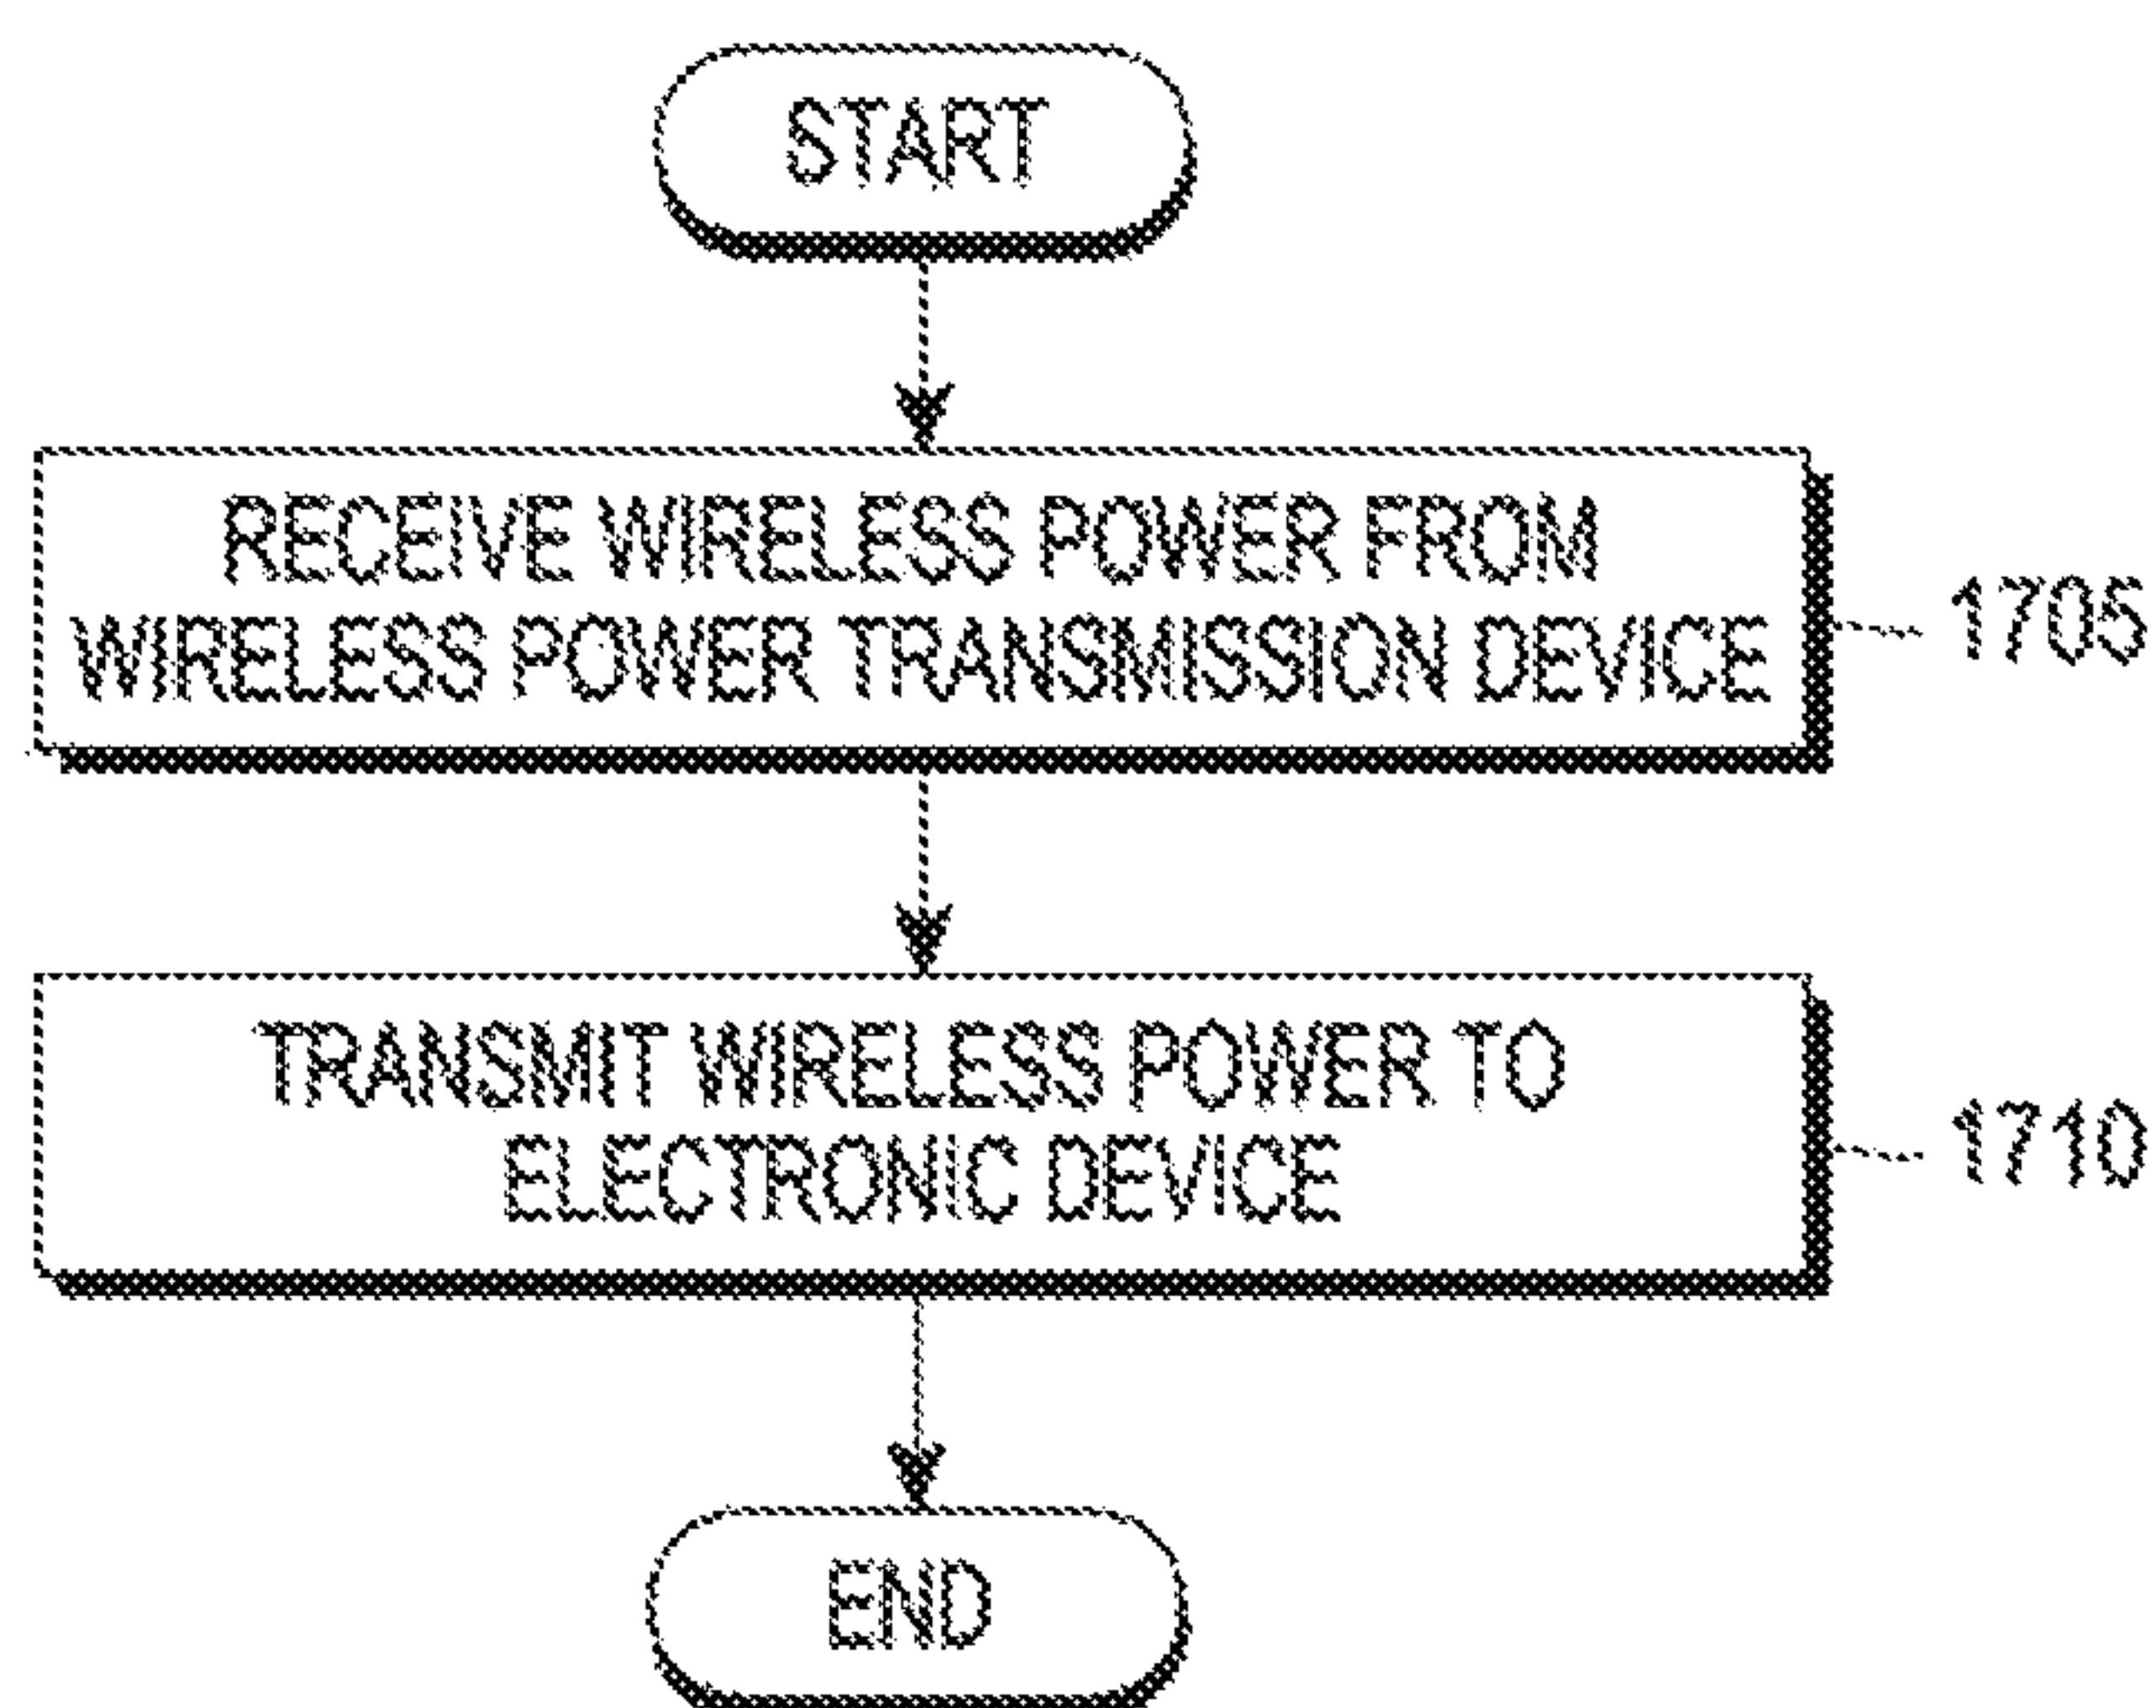 START
RECEIVE WIRELESS POWER FROM
WIRELESS POWER TRANSMISSION DEVICE
1705
TRANSMIT WIRELESS POWER TO
ELECTRONIC DEVICE
1710
END